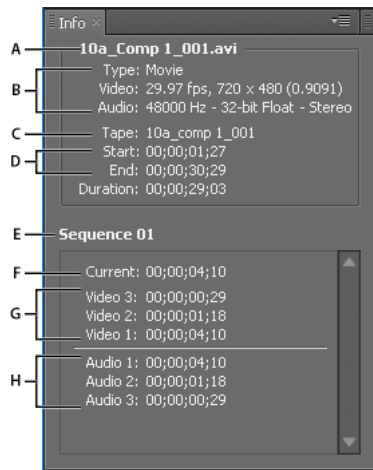 Info ×
A 10a_Comp 1_001.avi
B Type: Movie
Video: 29.97 fps, 720 x 480 (0.9091)
Audio: 48000 Hz - 32-bit Float - Stereo
C Tape: 10a_comp 1_001
D Start: 00;00;01;27
End: 00;00;30;29
Duration: 00;00;29;03
E Sequence 01
F Current: 00;00;04;10
G Video 3: 00;00;00;29
Video 2: 00;00;01;18
Video 1: 00;00;04;10
H Audio 1: 00;00;04;10
Audio 2: 00;00;01;18
Audio 3: 00;00;00;29